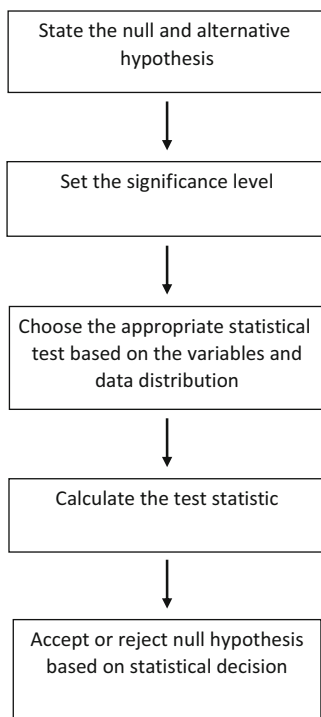 State the null and alternative
hypothesis
Set the significance level
Choose the appropriate statistical
test based on the variables and
data distribution
Calculate the test statistic
Accept or reject null hypothesis
based on statistical decision